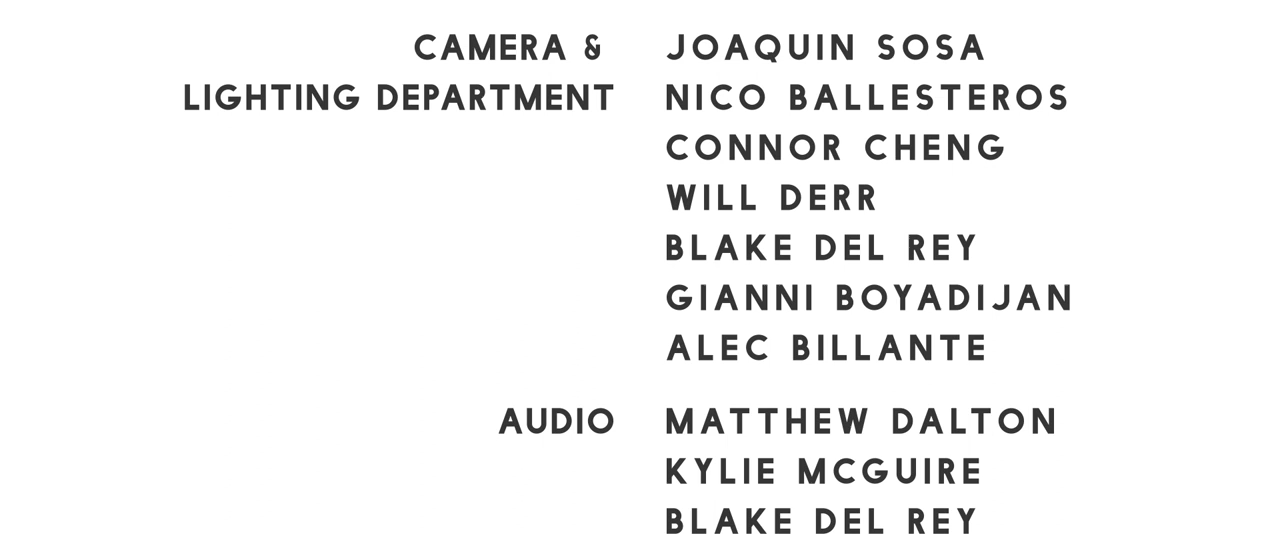 CAMERA & JOAQUIN SOSA
LIGHTING DEPARTMENT NICO BALLESTEROS
CONNOR CHENG
WILL DERR
BLAKE DEL REY
GIANNI BOYADIJAN
ALEC BILLANTE
AUDIO MATTHEW DALTON
KYLIE MCGUIRE
BLAKE DEL REY